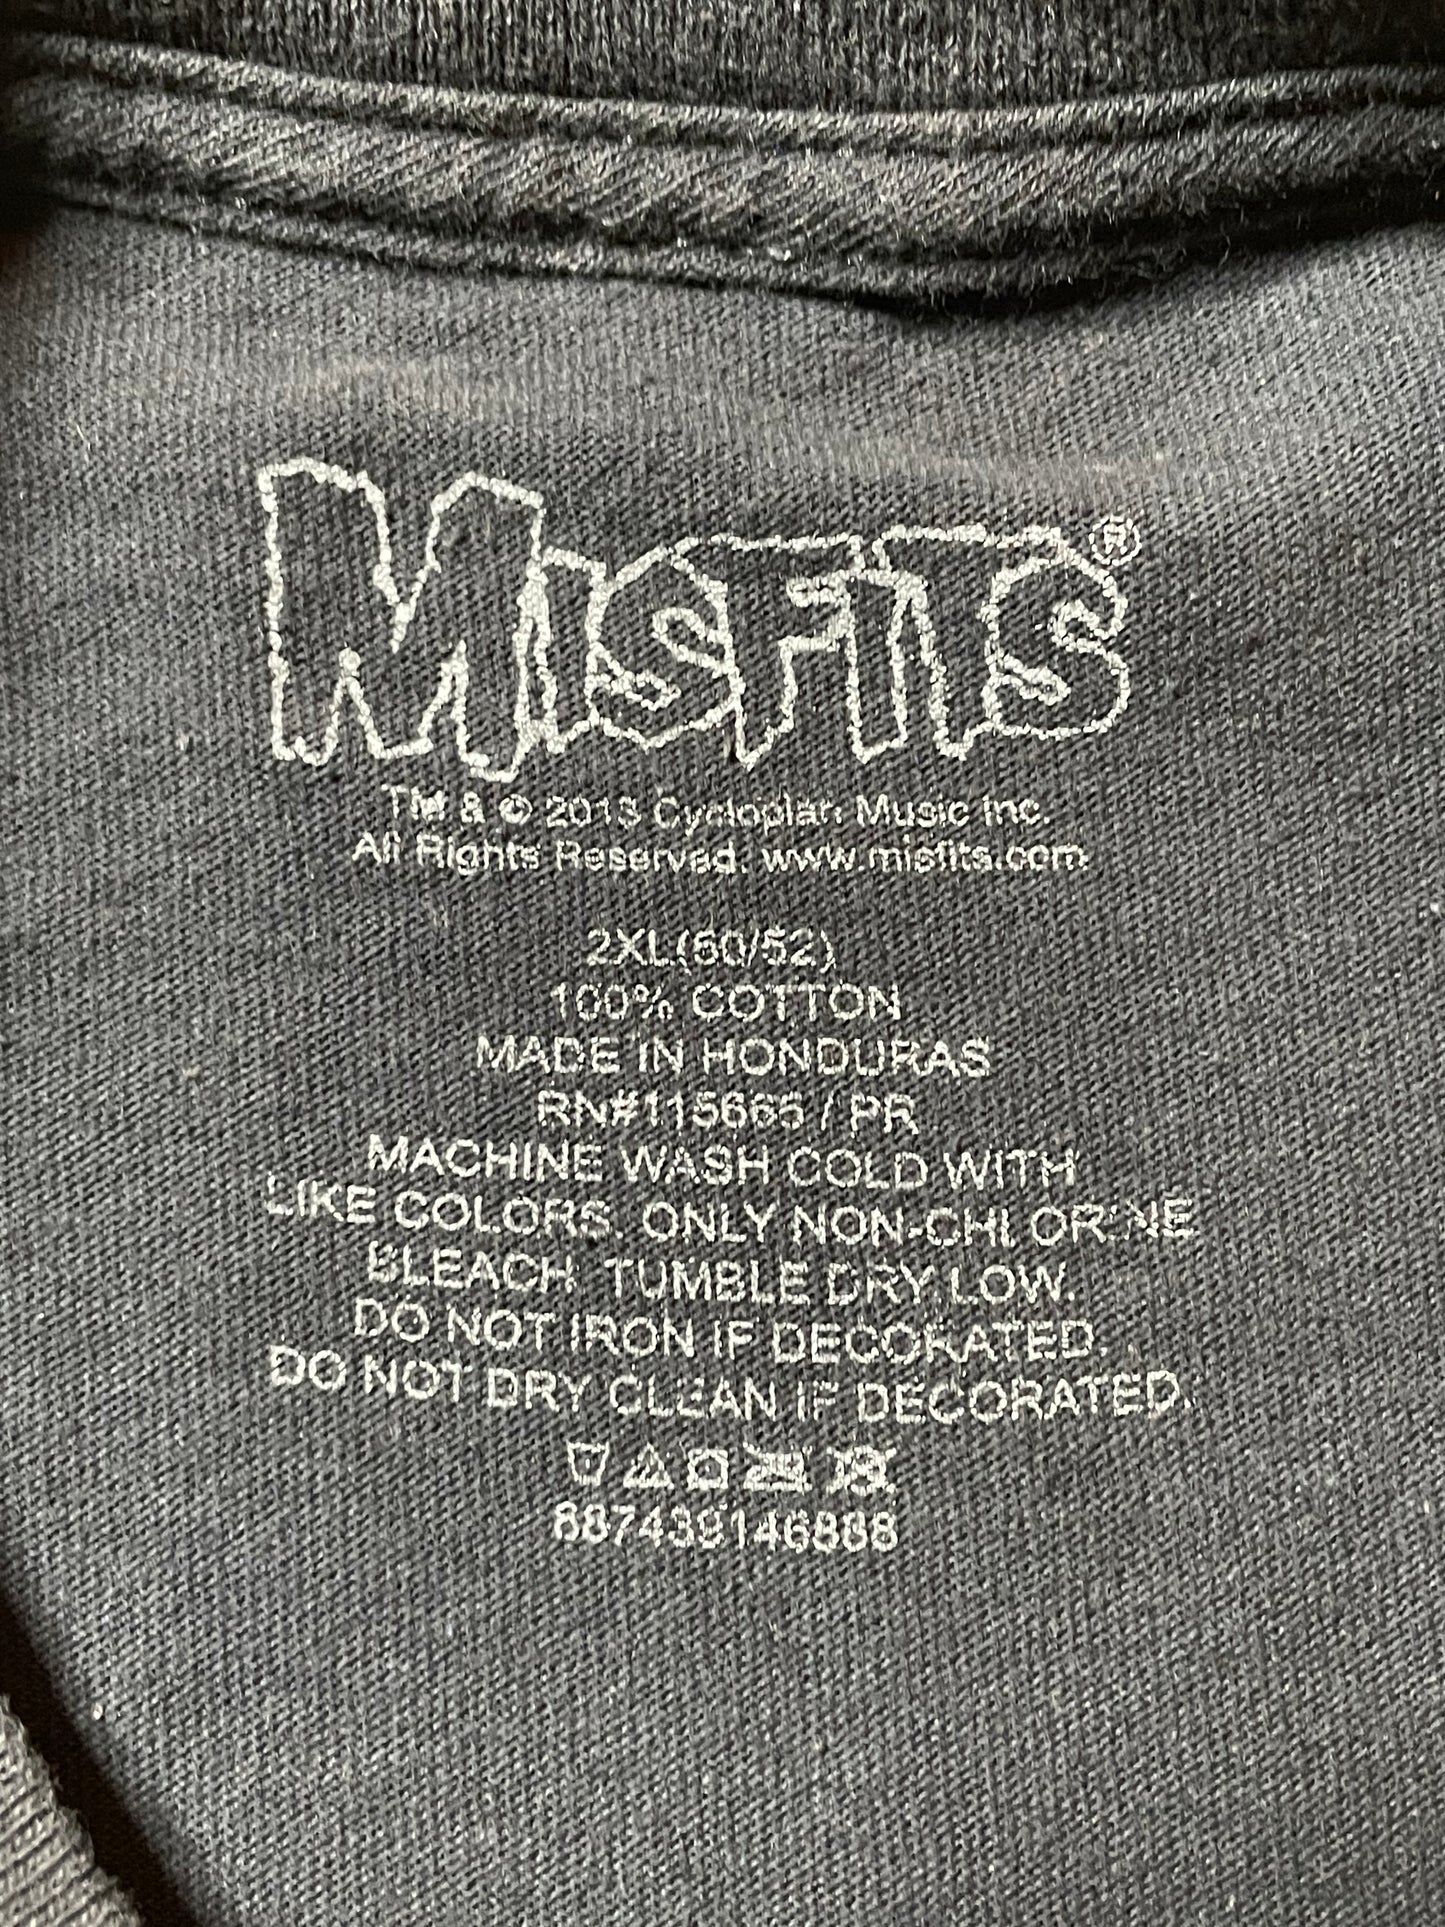 MISFITS®
TM & © 2013 Cyclopian Music Inc.
All Rights Reserved. www.misfits.com
2XL(50/52)
100% COTTON
MADE IN HONDURAS
RN#115665 / PR
MACHINE WASH COLD WITH
LIKE COLORS. ONLY NON-CHLORINE
BLEACH. TUMBLE DRY LOW.
DO NOT IRON IF DECORATED.
DO NOT DRY CLEAN IF DECORATED.
887439146888